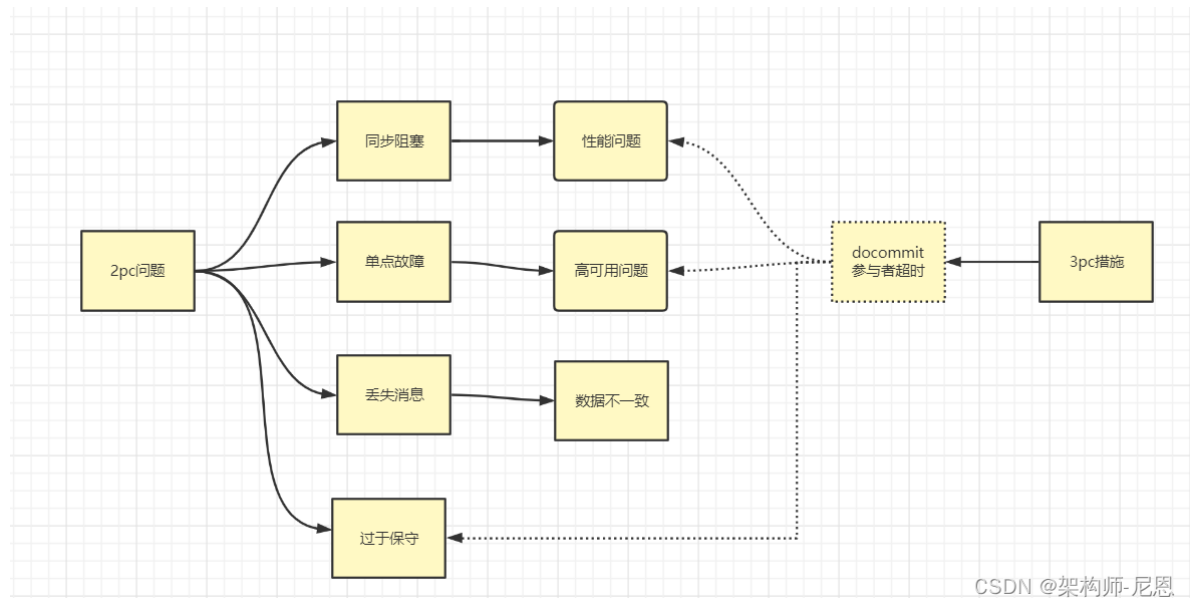 同步阻塞
性能问题
2pc问题
单点故障
高可用问题
docommit
参与者超时
3pc措施
丢失消息
数据不一致
过于保守
CSDN @架构师-尼恩